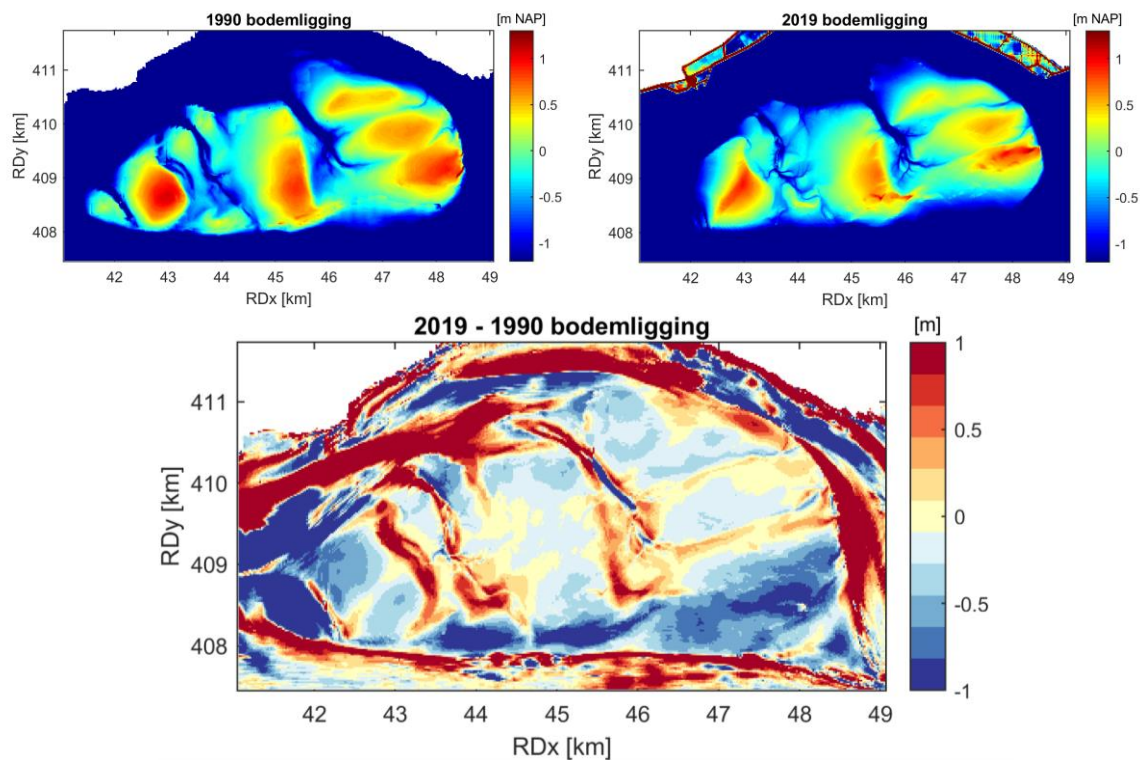 1990 bodemligging
[m NAP]
411
410
409
408
RDy [km]
42 43 44 45 46 47 48 49
RDx [km]
1
0.5
0
-0.5
-1
2019 bodemligging
[m NAP]
411
410
409
408
RDy [km]
42 43 44 45 46 47 48 49
RDx [km]
1
0.5
0
-0.5
-1
2019 - 1990 bodemligging
[m]
411
410
409
408
RDy [km]
42 43 44 45 46 47 48 49
RDx [km]
1
0.5
0
-0.5
-1